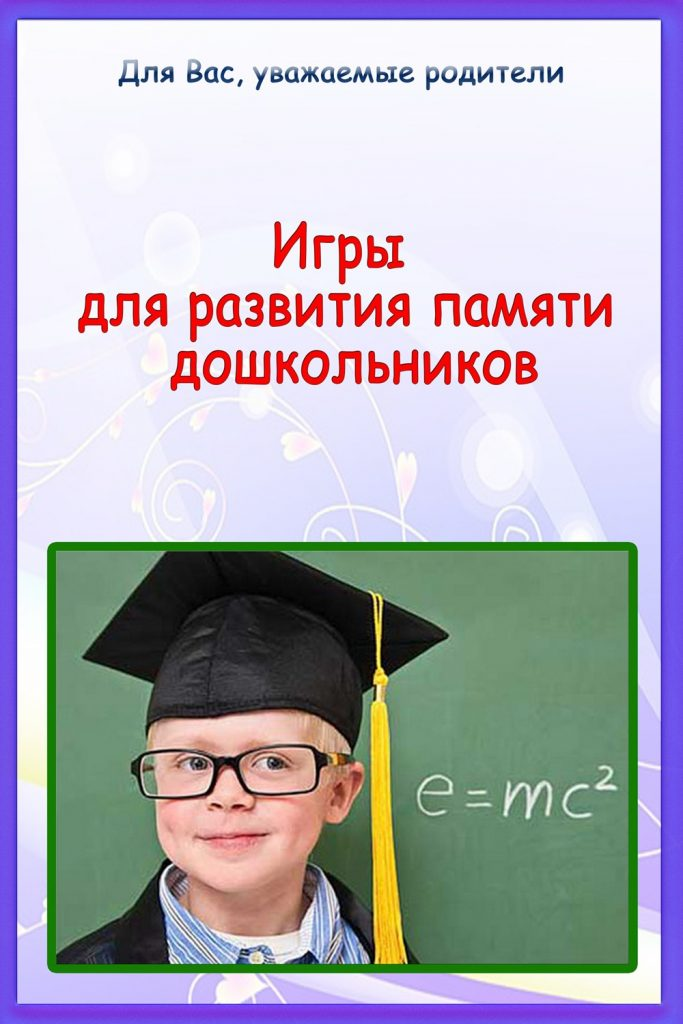 Для Вас, уважаемые родители
Игры
для развития памяти
дошкольников
e=mc²